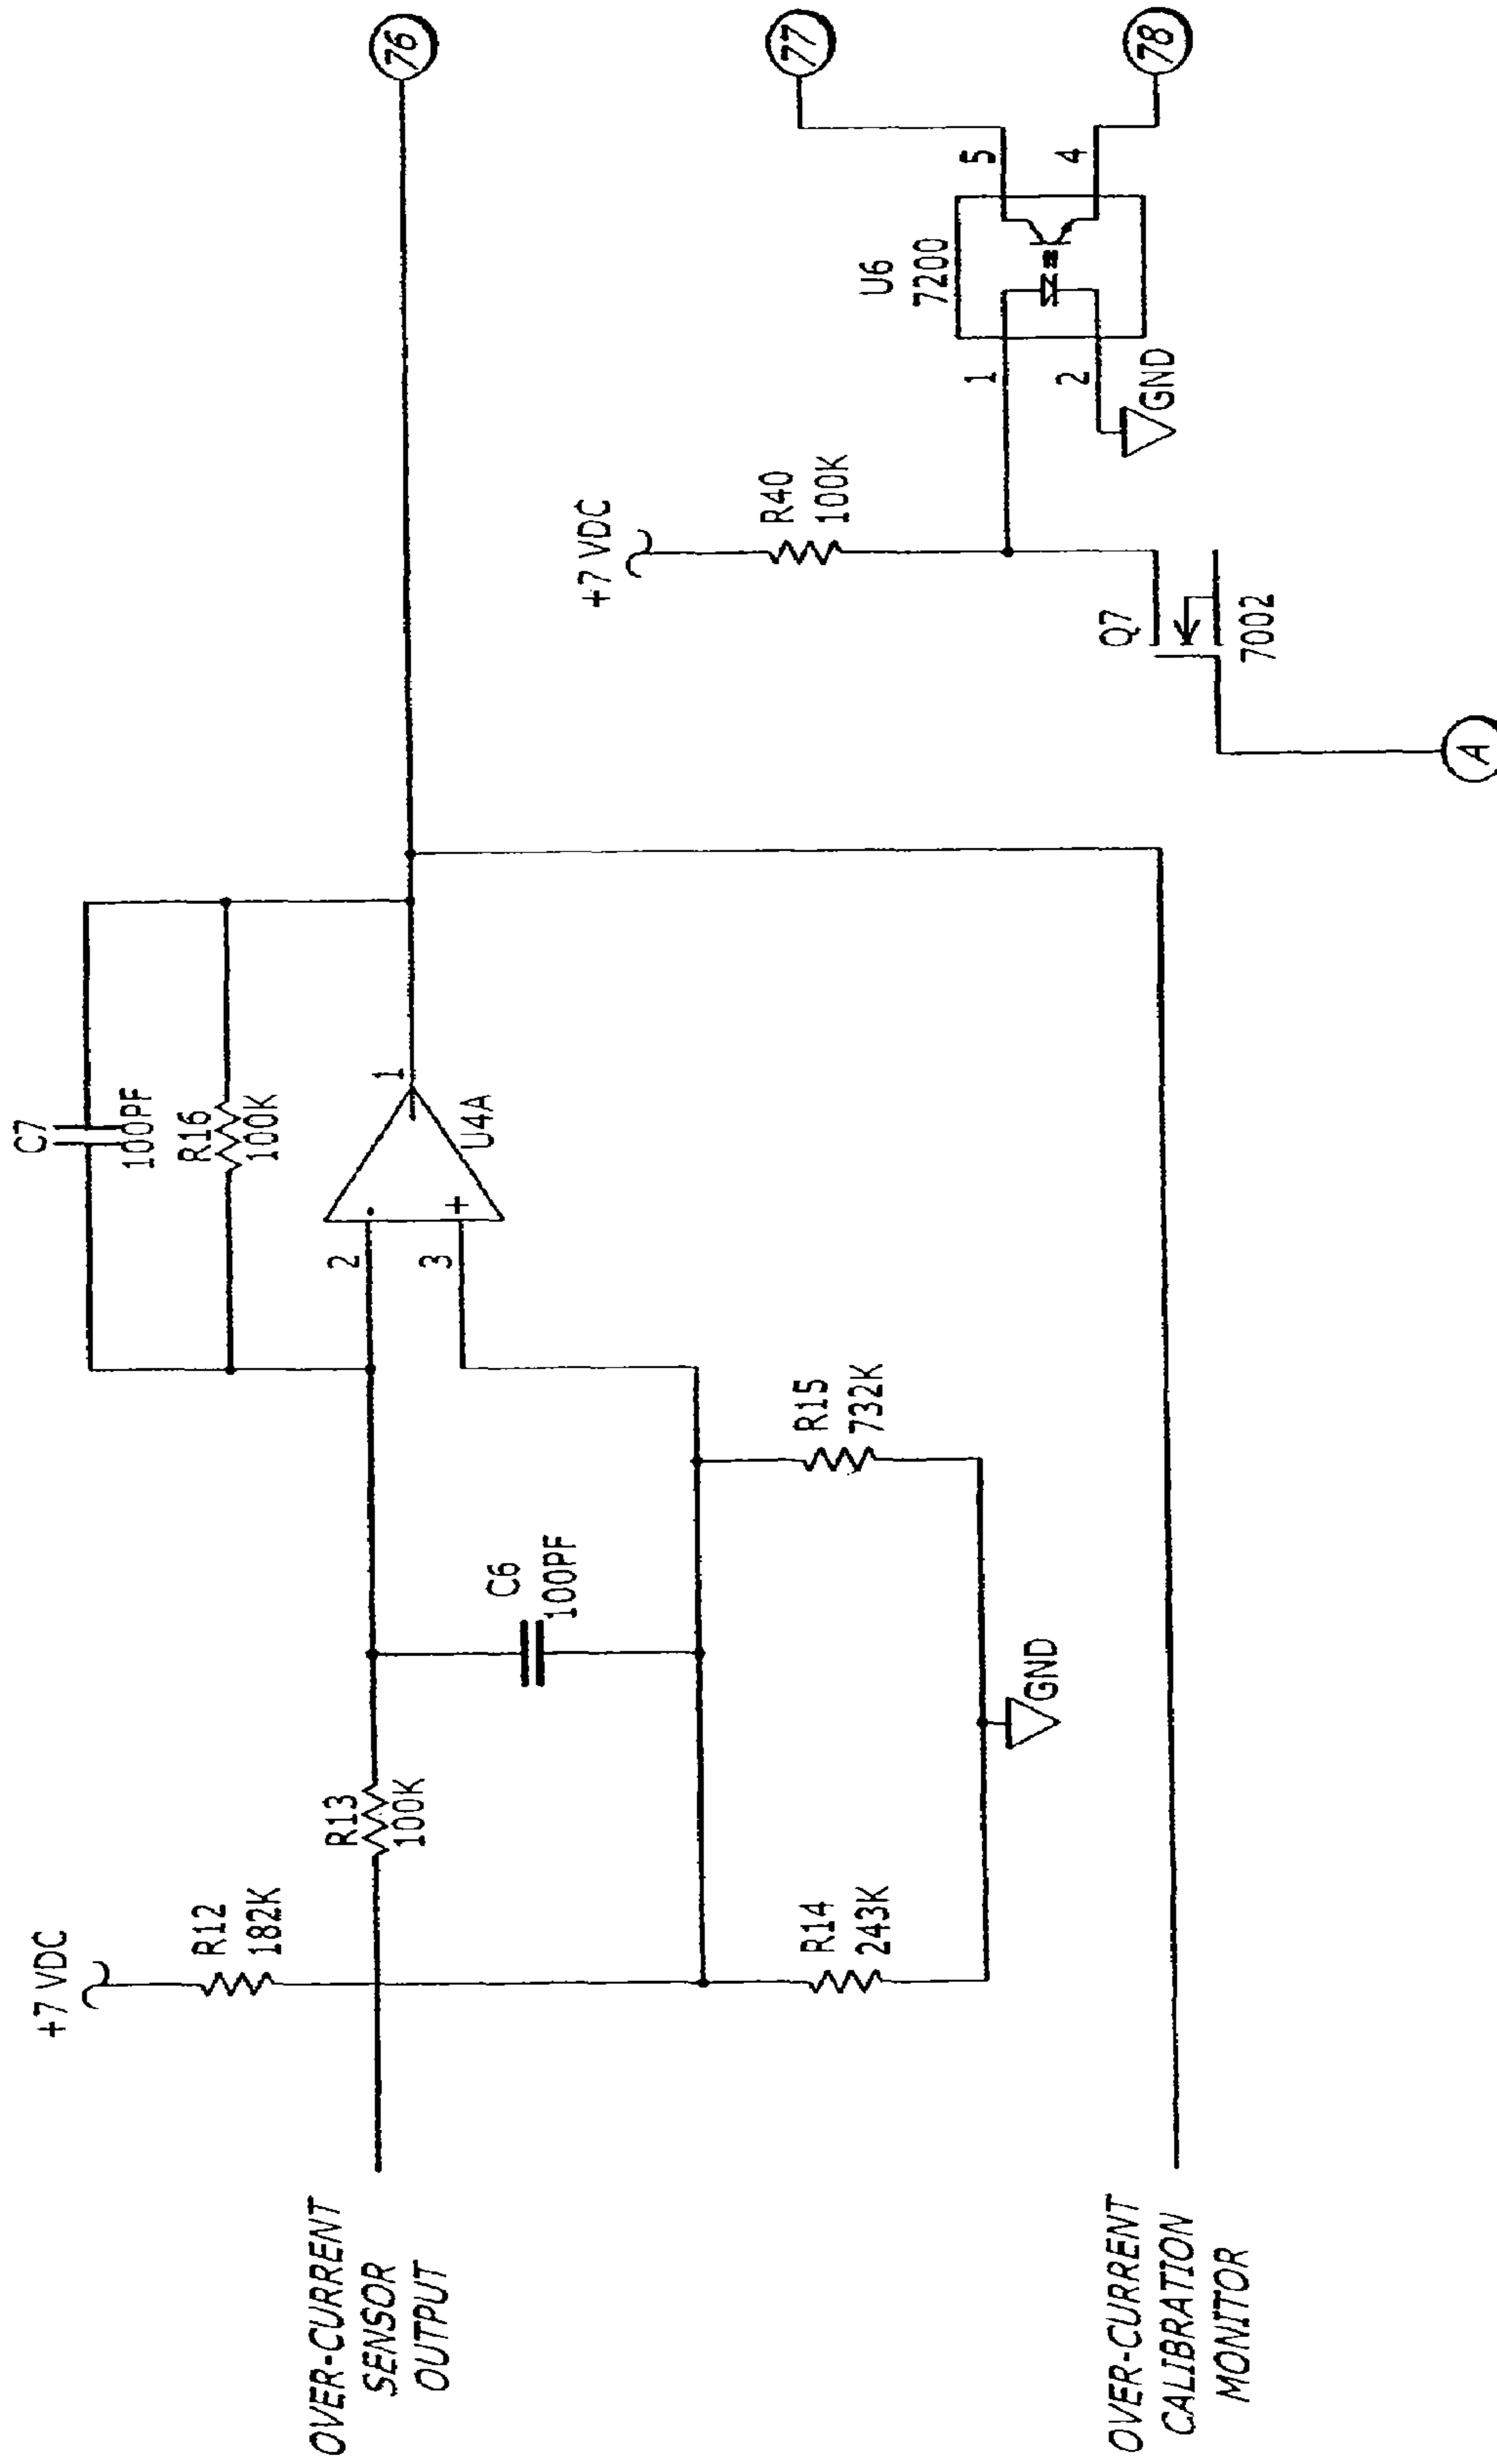 +7 VDC
R12
182K
R13
100K
C6
100PF
R14
243K
R15
732K
GND
C7
100PF
R16
100K
2
-
3
+
1
U4A
76
+7 VDC
R40
100K
U6
7200
1
2
5
4
GND
77
78
Q7
7002
A
OVER-CURRENT
SENSOR
OUTPUT
OVER-CURRENT
CALIBRATION
MONITOR